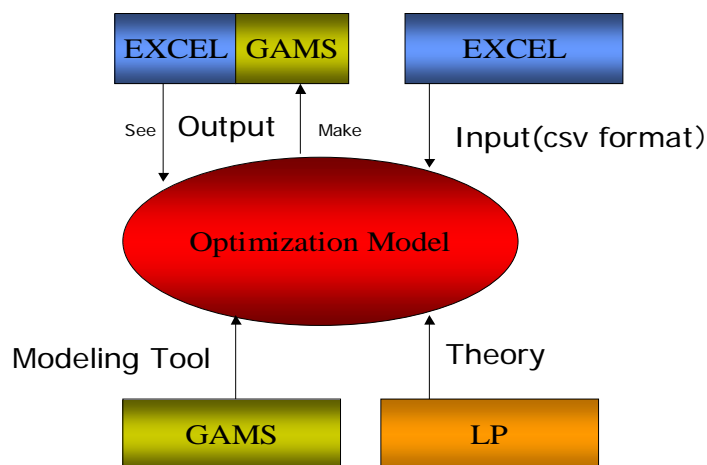 EXCEL GAMS
EXCEL
See Output Make
Input(csv format）
Optimization Model
Modeling Tool
Theory
GAMS
LP